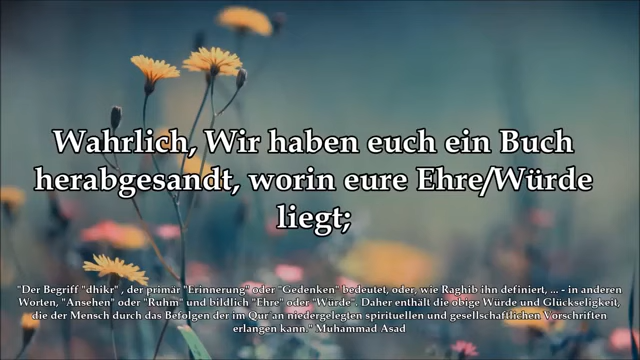 Wahrlich, Wir haben euch ein Buch
herabgesandt, worin eure Ehre/Würde
liegt;
"Der Begriff "dhikr" , der primär "Erinnerung" oder "Gedenken" bedeutet, oder, wie Raghib ihn definiert, ... - in anderen
Worten, "Ansehen" oder "Ruhm" und bildlich "Ehre" oder "Würde". Daher enthält die obige Würde und Glückseligkeit,
die der Mensch durch das Befolgen der im Qur'an niedergelegten spirituellen und gesellschaftlichen Vorschriften
erlangen kann." Muhammad Asad